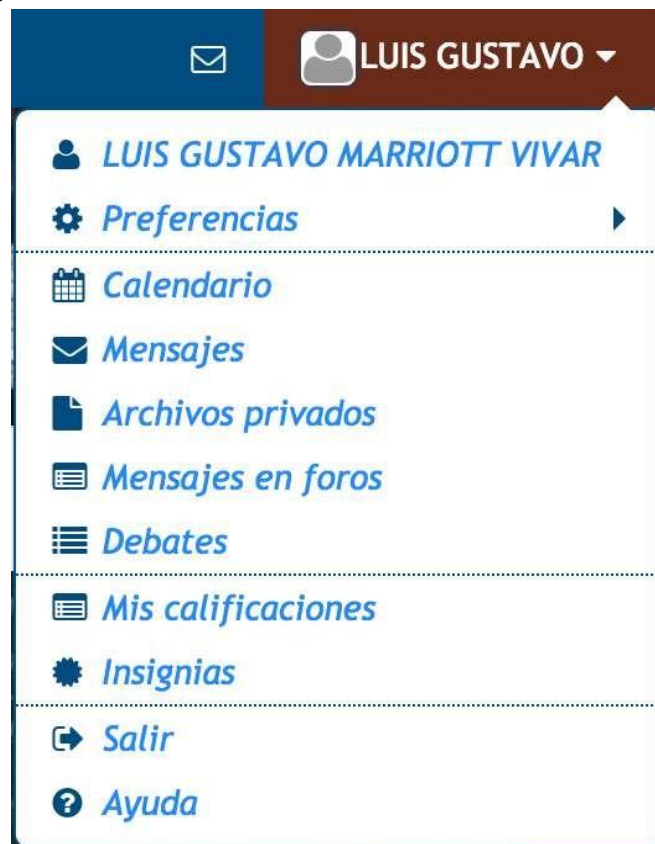 LUIS GUSTAVO
LUIS GUSTAVO MARRIOTT VIVAR
Preferencias
Calendario
Mensajes
Archivos privados
Mensajes en foros
Debates
Mis calificaciones
Insignias
Salir
Ayuda